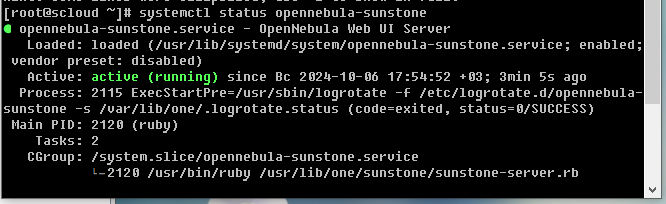 [root@scloud ~]# systemctl status opennebula-sunstone
● opennebula-sunstone.service - OpenNebula Web UI Server
Loaded: loaded (/usr/lib/systemd/system/opennebula-sunstone.service; enabled;
vendor preset: disabled)
Active: active (running) since Вс 2024-10-06 17:54:52 +03; 3min 5s ago
Process: 2115 ExecStartPre=/usr/sbin/logrotate -f /etc/logrotate.d/opennebula-
sunstone -s /var/lib/one/.logrotate.status (code=exited, status=0/SUCCESS)
Main PID: 2120 (ruby)
Tasks: 2
CGroup: /system.slice/opennebula-sunstone.service
└-2120 /usr/bin/ruby /usr/lib/one/sunstone/sunstone-server.rb